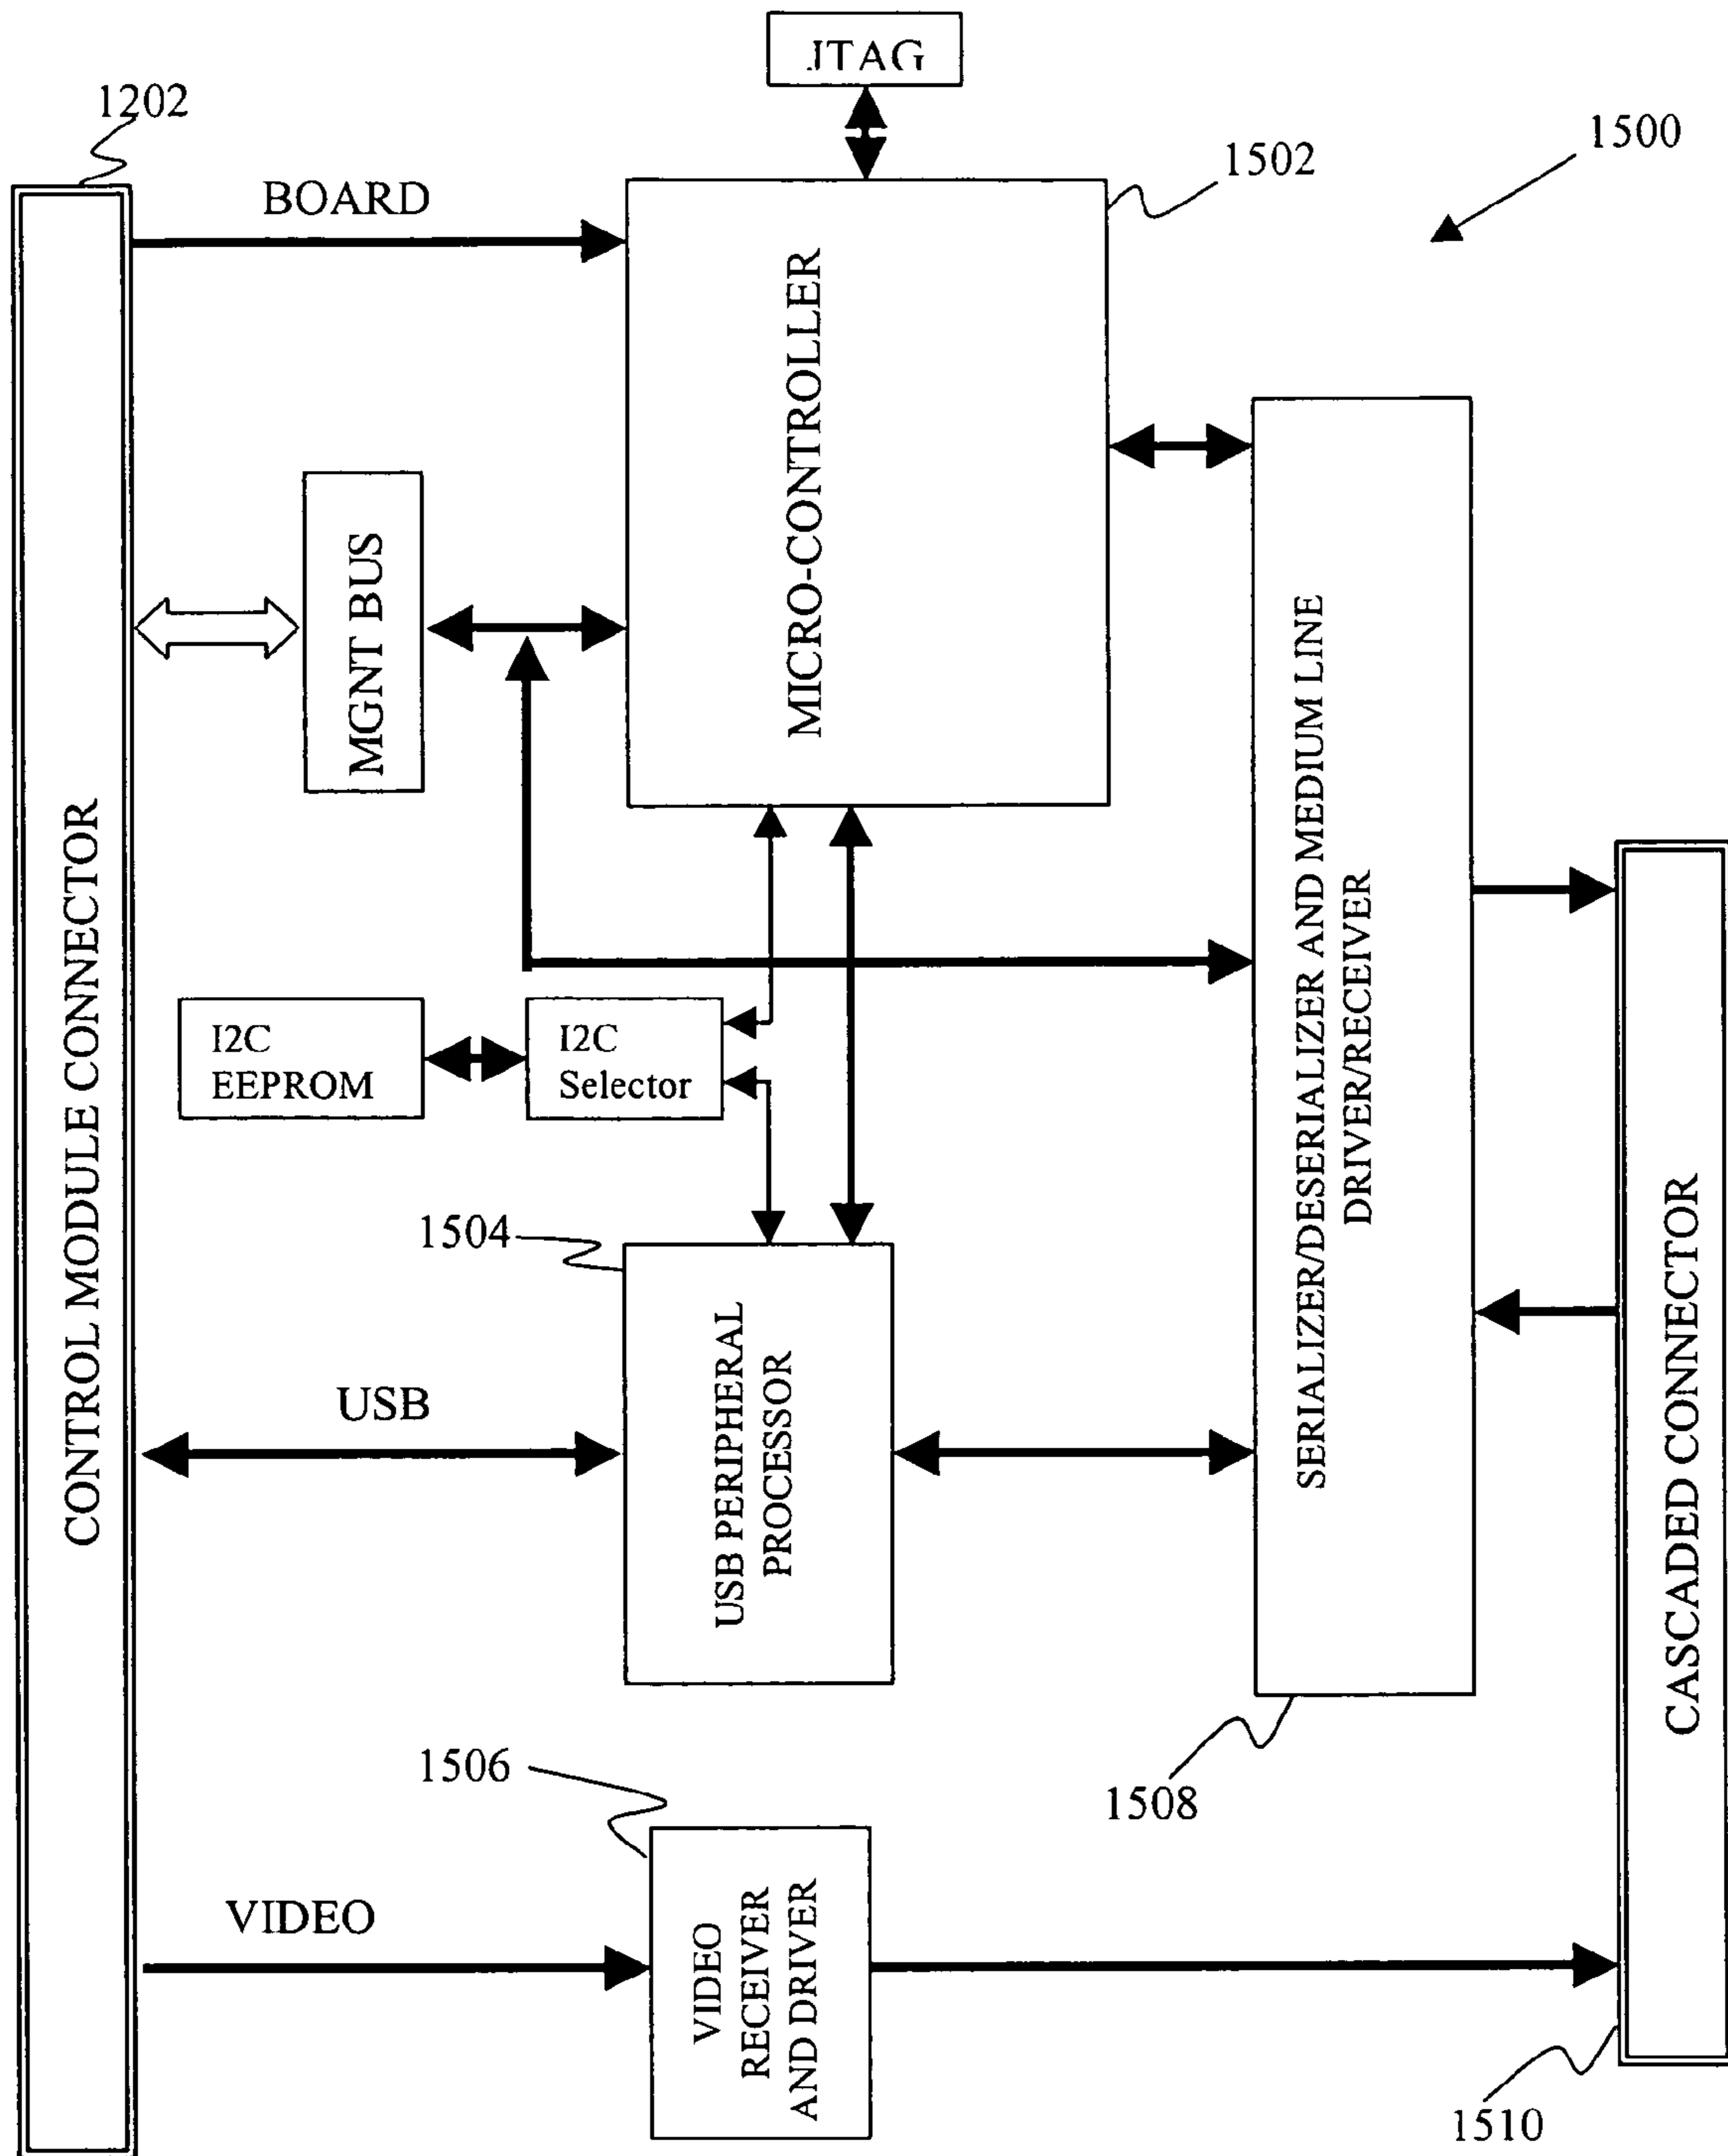 JTAG
1202
1500
1502
BOARD
MICRO-CONTROLLER
MGNT BUS
CONTROL MODULE CONNECTOR
SERIALIZER/DESERIALIZER AND MEDIUM LINE
DRIVER/RECEIVER
I2C
EEPROM
I2C
Selector
1504
USB PERIPHERAL
PROCESSOR
USB
CASCADED CONNECTOR
1506
1508
VIDEO
VIDEO
RECEIVER
AND DRIVER
1510